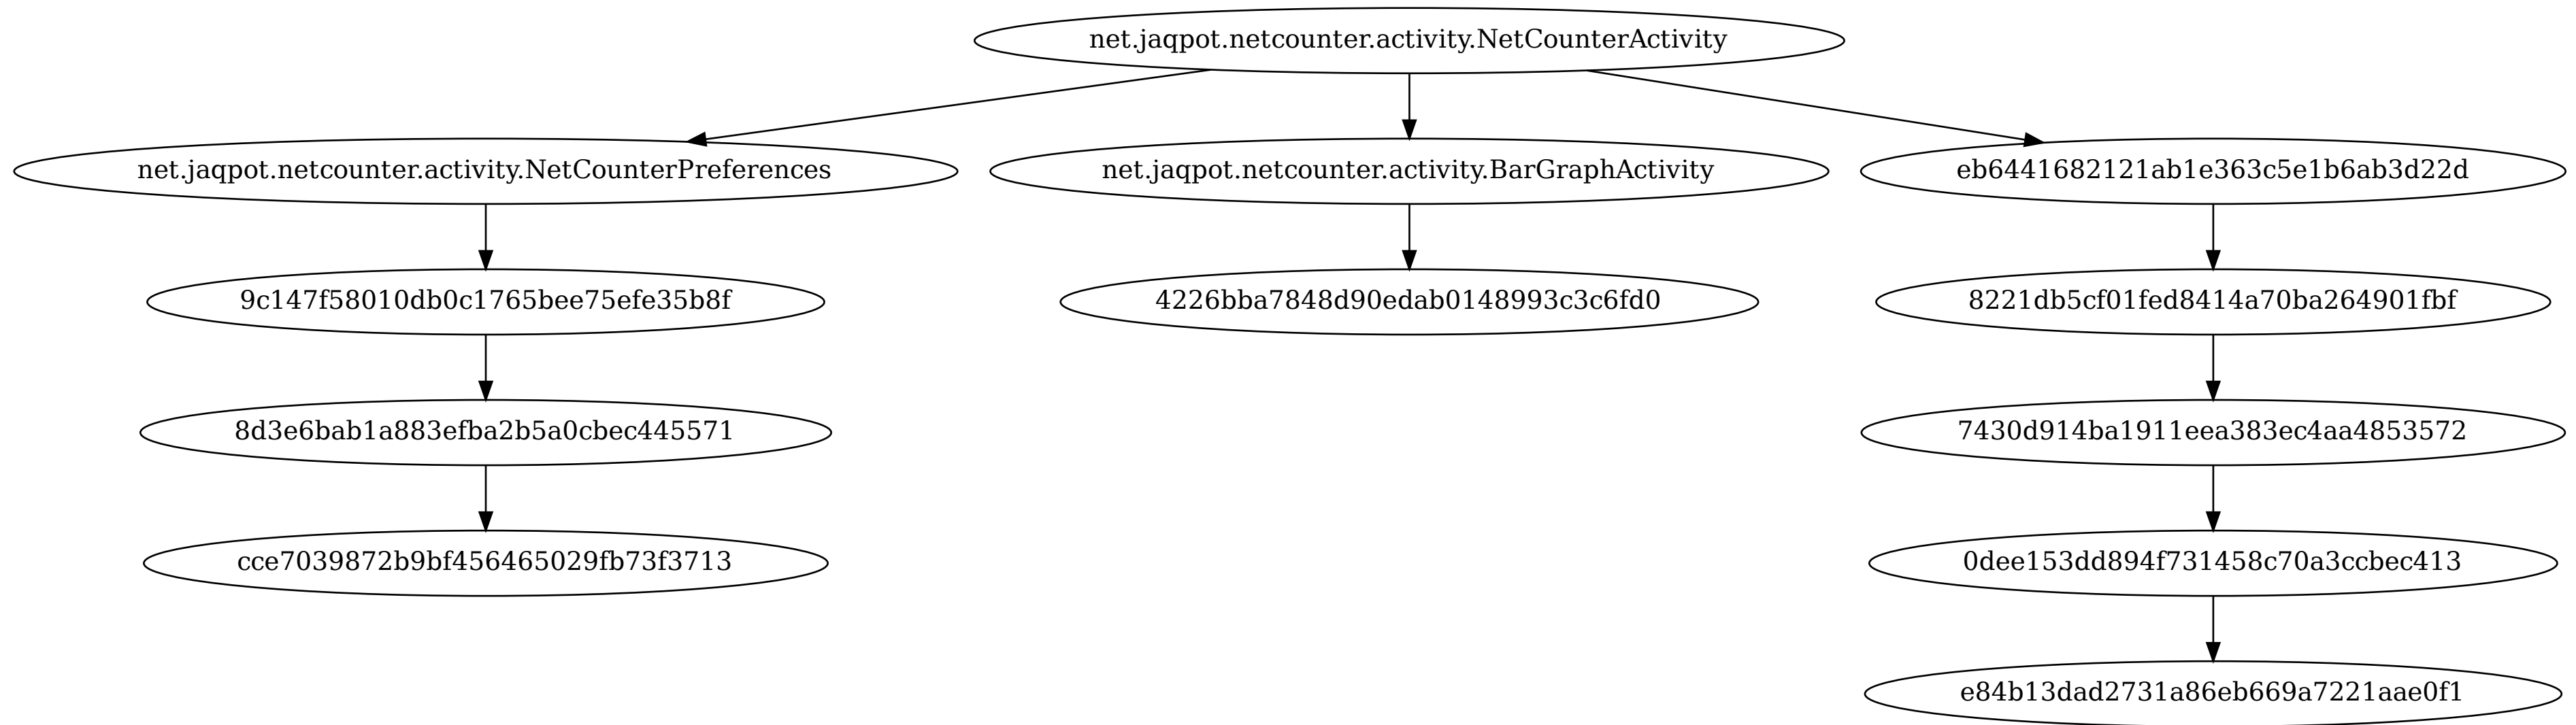 net.jaqpot.netcounter.activity.NetCounterActivity
net.jaqpot.netcounter.activity.NetCounterPreferences
net.jaqpot.netcounter.activity.BarGraphActivity
eb6441682121ab1e363c5e1b6ab3d22d
9c147f58010db0c1765bee75efe35b8f
4226bba7848d90edab0148993c3c6fd0
8221db5cf01fed8414a70ba264901fbf
8d3e6bab1a883efba2b5a0cbec445571
7430d914ba1911eea383ec4aa4853572
cce7039872b9bf456465029fb73f3713
0dee153dd894f731458c70a3ccbec413
e84b13dad2731a86eb669a7221aae0f1